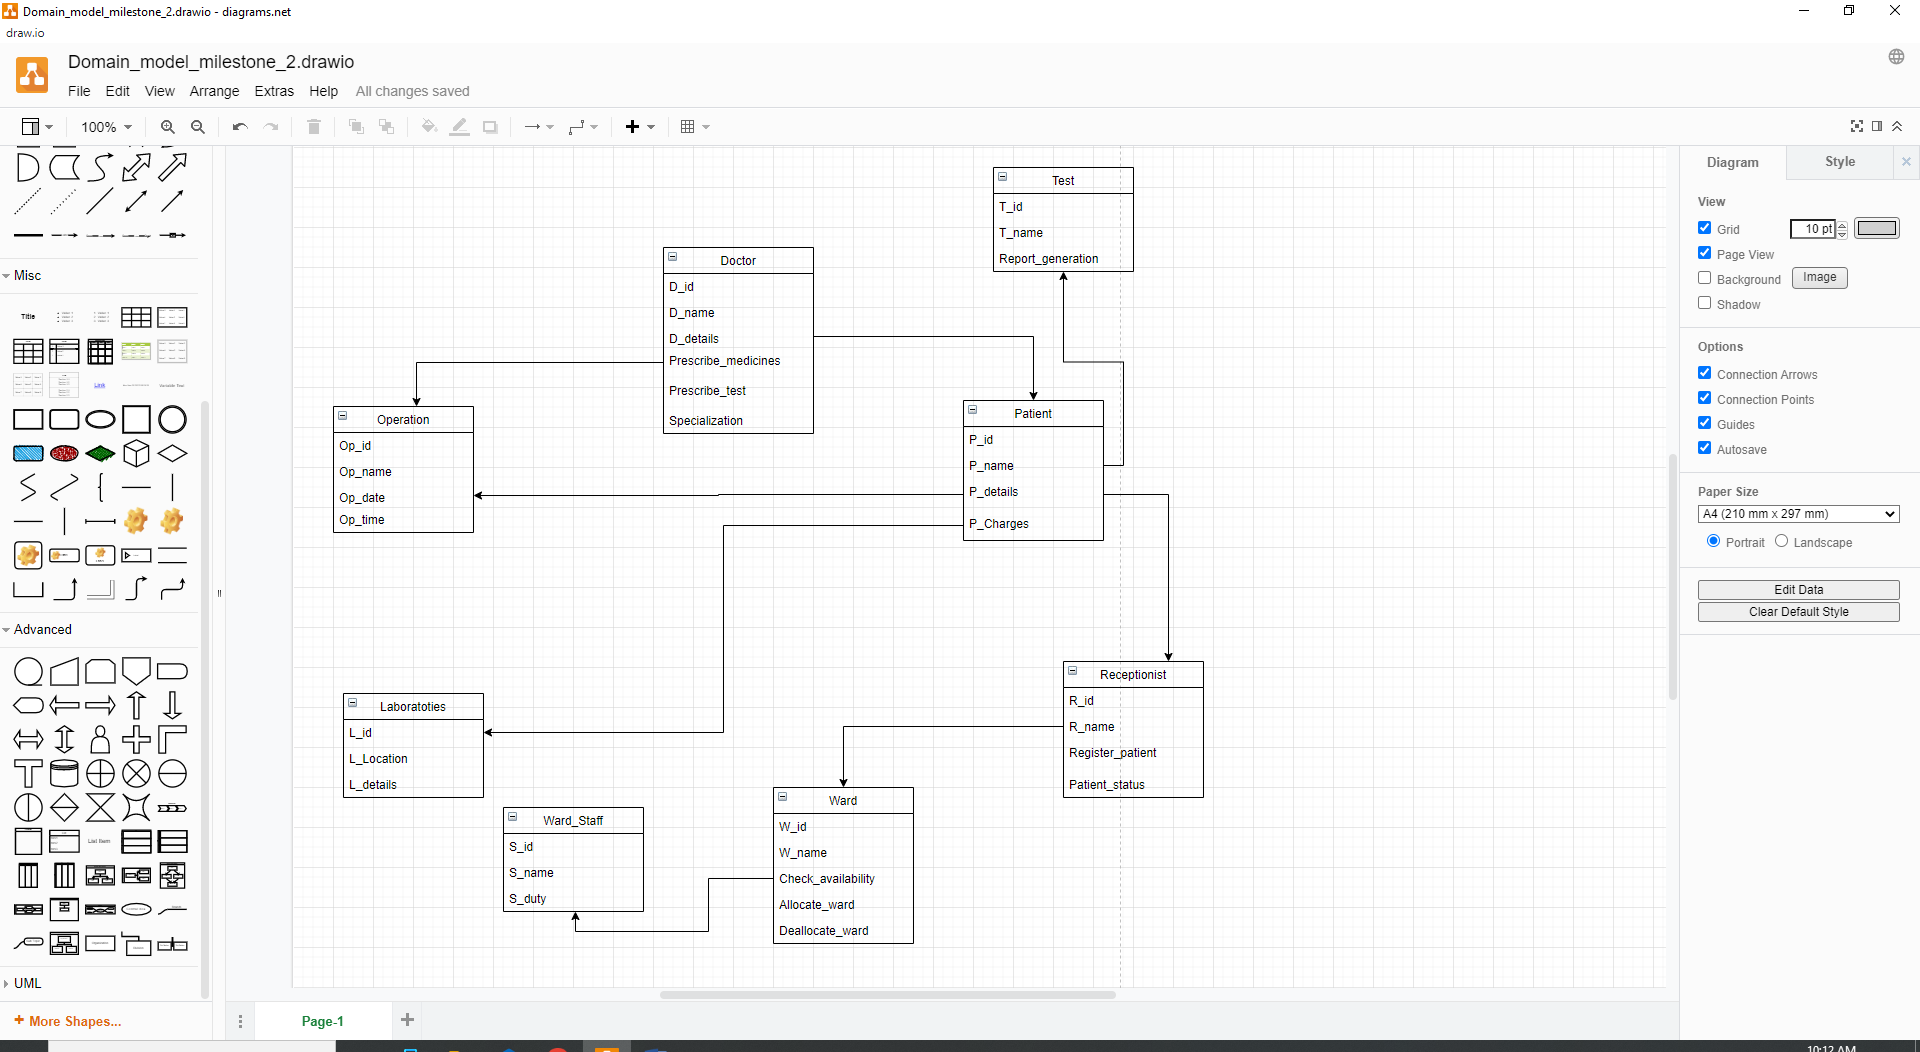 Domain_model_milestone_2.drawio - diagrams.net
draw.io
Domain_model_milestone_2.drawio
File Edit View Arrange Extras Help All changes saved
100%
Misc
Title
Link
List Item
Advanced
UML
+ More Shapes...
Test
T_id
T_name
Report_generation
Doctor
D_id
D_name
D_details
Prescribe_medicines
Prescribe_test
Specialization
Operation
Op_id
Op_name
Op_date
Op_time
Patient
P_id
P_name
P_details
P_Charges
Receptionist
R_id
R_name
Register_patient
Patient_status
Laboratoties
L_id
L_Location
L_details
Ward_Staff
S_id
S_name
S_duty
Ward
W_id
W_name
Check_availability
Allocate_ward
Deallocate_ward
Page-1
Diagram Style
View
Grid 10 pt
Page View
Background Image
Shadow
Options
Connection Arrows
Connection Points
Guides
Autosave
Paper Size
A4 (210 mm x 297 mm)
Portrait Landscape
Edit Data
Clear Default Style
10:12 AM